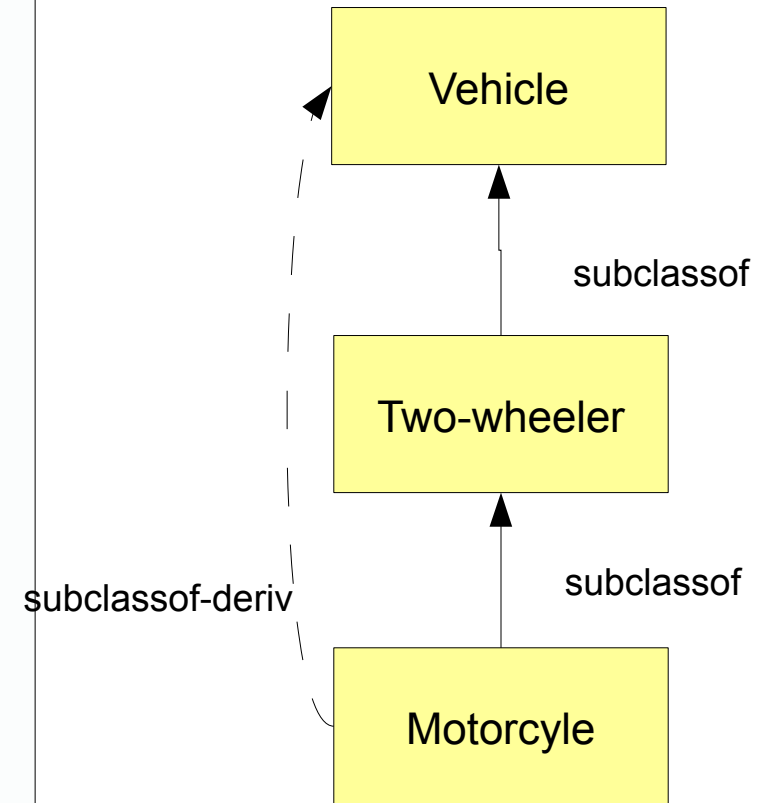 Vehicle
subclassof
Two-wheeler
subclassof
subclassof-deriv
Motorcyle